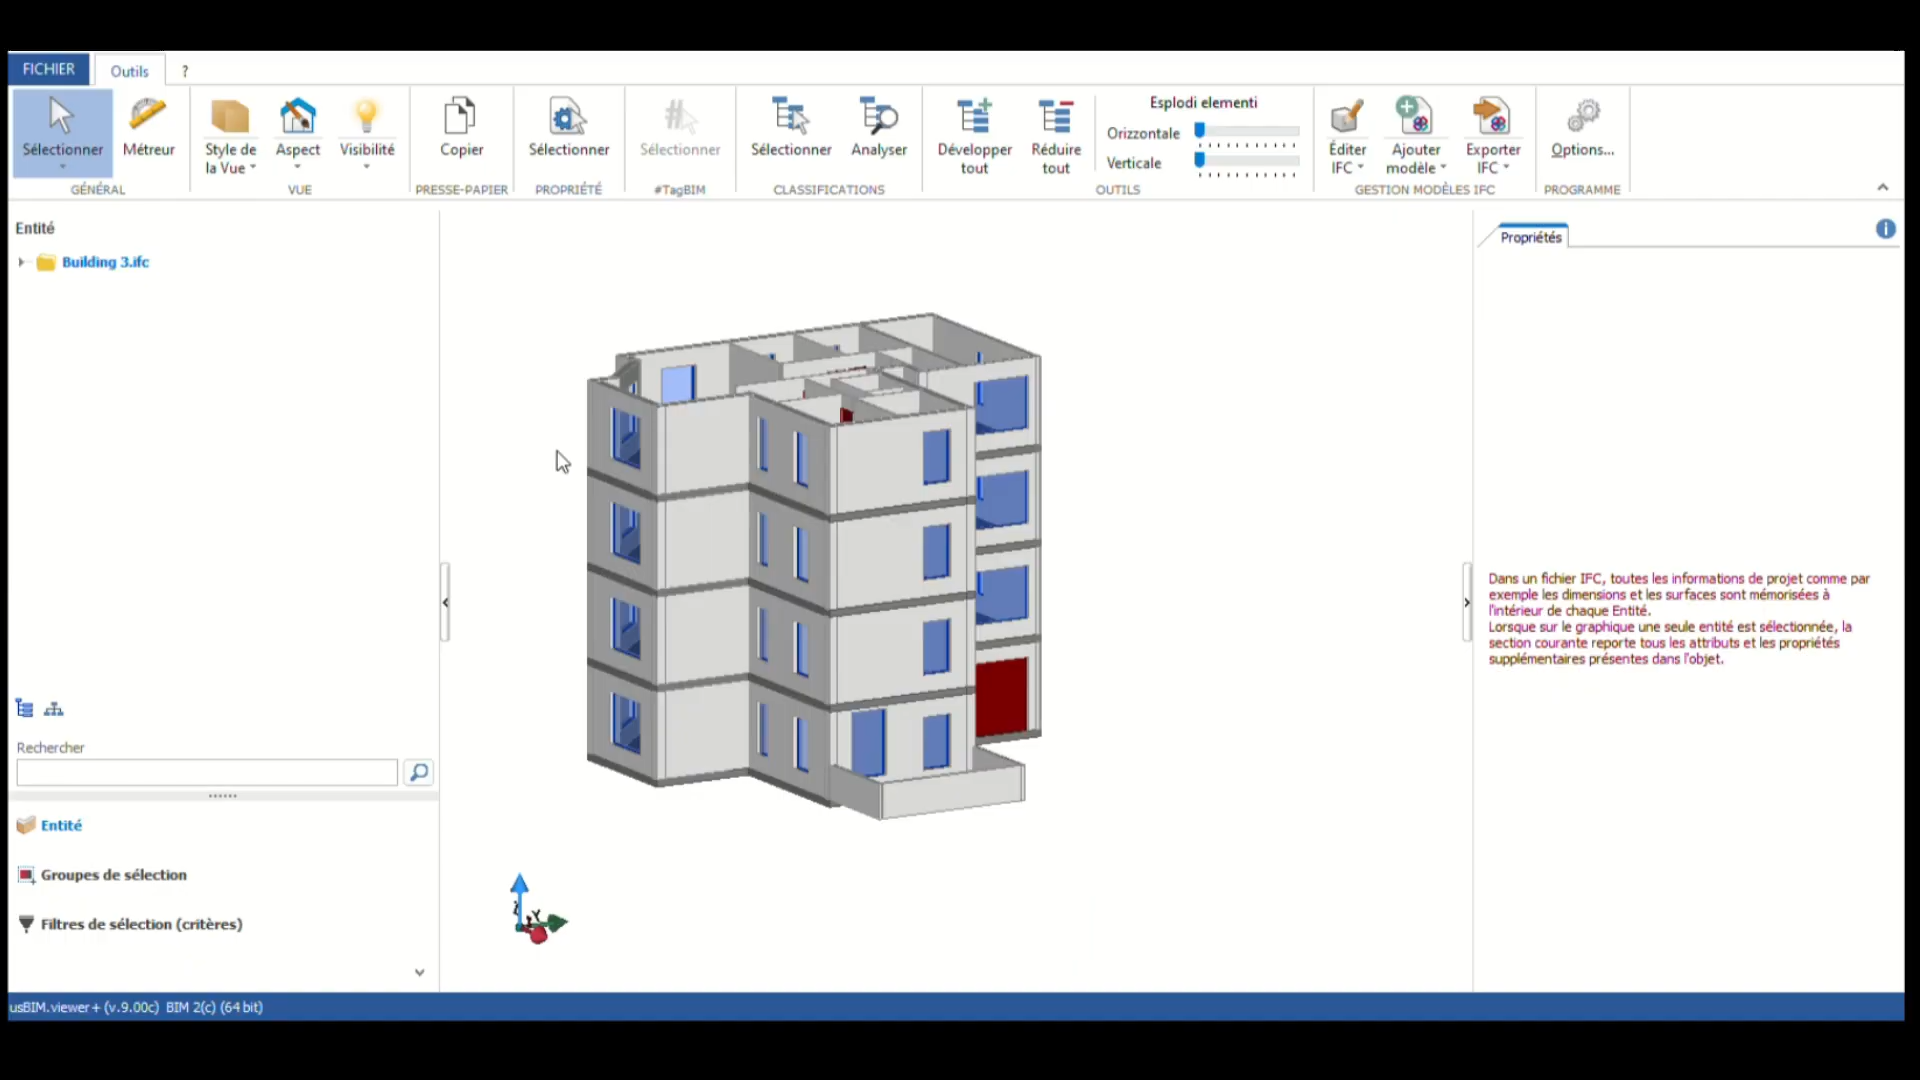 FICHIER
Outils
?
Sélectionner
Métreur
GÉNÉRAL
Style de
la Vue
Aspect
Visibilité
VUE
Copier
PRESSE-PAPIER
Sélectionner
PROPRIÉTÉ
Sélectionner
#TagBIM
Sélectionner
Analyser
CLASSIFICATIONS
Développer
tout
Réduire
tout
Esplodi elementi
Orizzontale
Verticale
OUTILS
Éditer
IFC
Ajouter
modèle
Exporter
IFC
GESTION MODÈLES IFC
Options...
PROGRAMME
Entité
Building 3.ifc
Rechercher
Entité
Groupes de sélection
Filtres de sélection (critères)
Y
Propriétés
Dans un fichier IFC, toutes les informations de projet comme par
exemple les dimensions et les surfaces sont mémorisées à
l'intérieur de chaque Entité.
Lorsque sur le graphique une seule entité est sélectionnée, la
section courante reporte tous les attributs et les propriétés
supplémentaires présentes dans l'objet.
usBIM.viewer+ (v.9.00c) BIM 2(c) (64 bit)